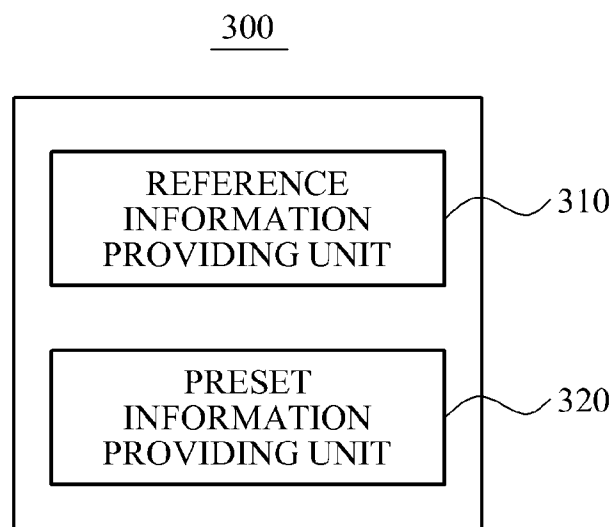 300
REFERENCE
INFORMATION
PROVIDING UNIT
310
PRESET
INFORMATION
PROVIDING UNIT
320